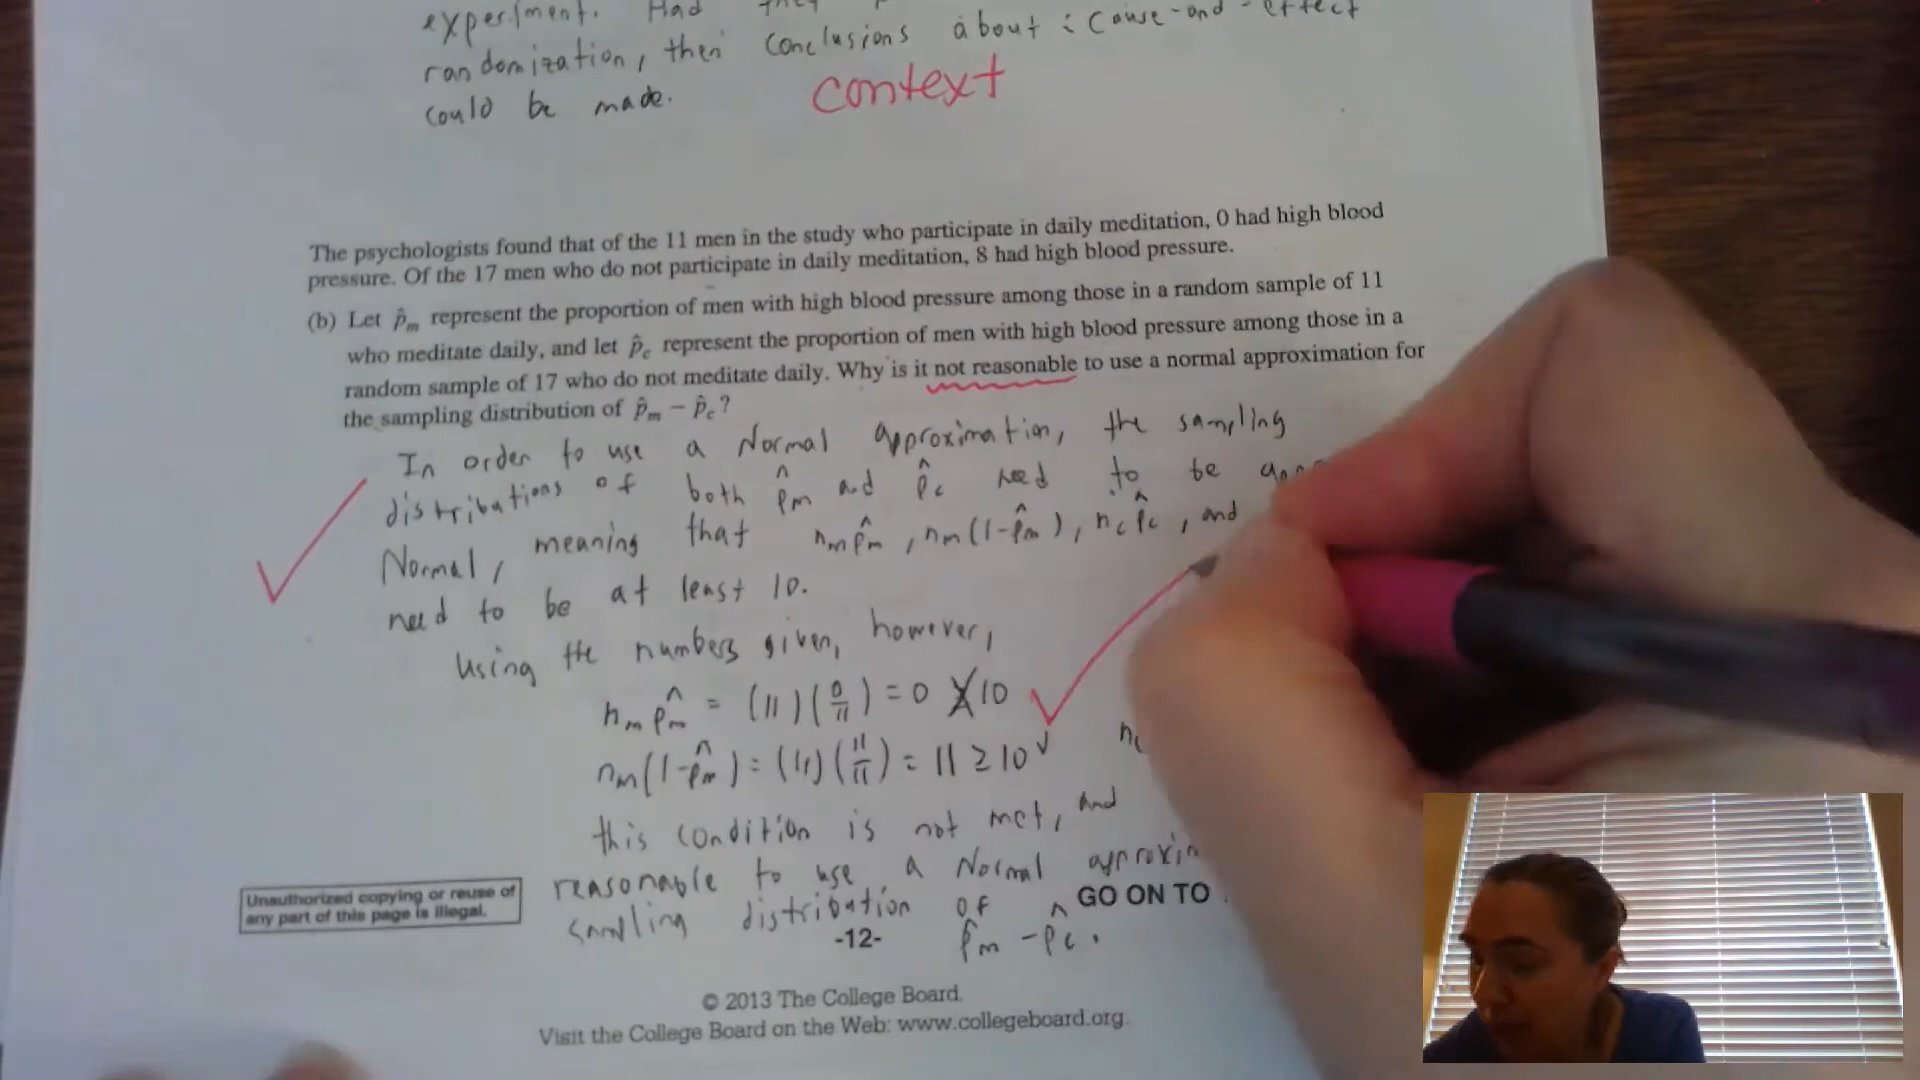 experiment. Had they
randomization, then conclusions about : cause-and-effect
could be made.
context
The psychologists found that of the 11 men in the study who participate in daily meditation, 0 had high blood
pressure. Of the 17 men who do not participate in daily meditation, 8 had high blood pressure.
(b) Let p̂m represent the proportion of men with high blood pressure among those in a random sample of 11
who meditate daily, and let p̂c represent the proportion of men with high blood pressure among those in a
random sample of 17 who do not meditate daily. Why is it not reasonable to use a normal approximation for
the sampling distribution of p̂m − p̂c?
In order to use a Normal approximation, the sampling
distributions of both p̂m and p̂c need to be
Normal, meaning that nm p̂m, nm(1-p̂m), nc p̂c, and
need to be at least 10.
Using the numbers given, however,
nm p̂m = (11)(0/11) = 0 ≱ 10
nm(1-p̂m) = (11)(11/11) = 11 ≥ 10 ✓ nc
this condition is not met, and
reasonable to use a Normal
sampling distribution of p̂m - p̂c.
GO ON TO
Unauthorized copying or reuse of
any part of this page is illegal.
-12-
© 2013 The College Board.
Visit the College Board on the Web: www.collegeboard.org.